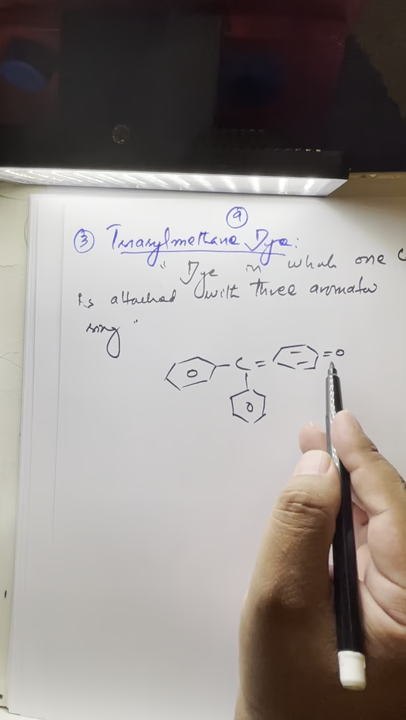 9
3 Triarylmethane Dye:
"Dye in which one C
is attached with three aromatic
ring"
C = =O